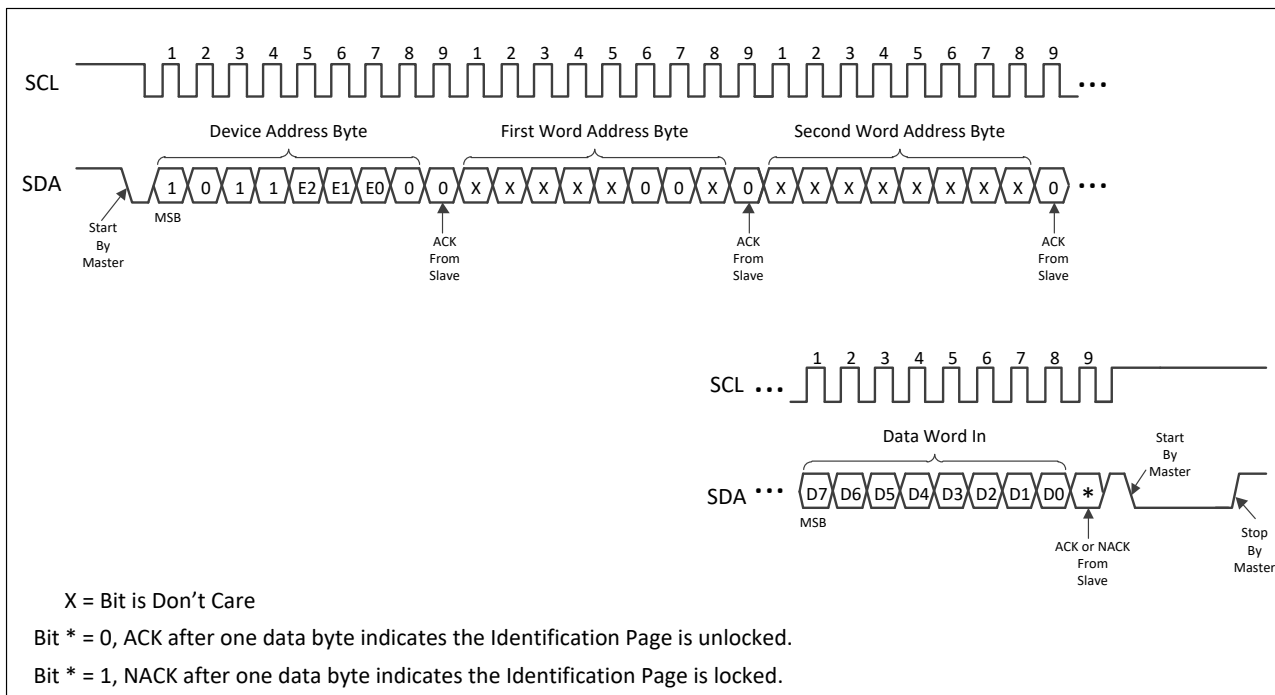 1 2 3 4 5 6 7 8 9 1 2 3 4 5 6 7 8 9 1 2 3 4 5 6 7 8 9
SCL ...
Device Address Byte First Word Address Byte Second Word Address Byte
SDA 1 0 1 1 E2 E1 E0 0 0 X X X X X 0 0 X 0 X X X X X X X X 0 ...
MSB
Start
By
Master
ACK
From
Slave
ACK
From
Slave
ACK
From
Slave
1 2 3 4 5 6 7 8 9
SCL ...
Data Word In
Start
By
Master
SDA ... D7 D6 D5 D4 D3 D2 D1 D0 *
MSB
ACK or NACK
From
Slave
Stop
By
Master
X = Bit is Don’t Care
Bit * = 0, ACK after one data byte indicates the Identification Page is unlocked.
Bit * = 1, NACK after one data byte indicates the Identification Page is locked.